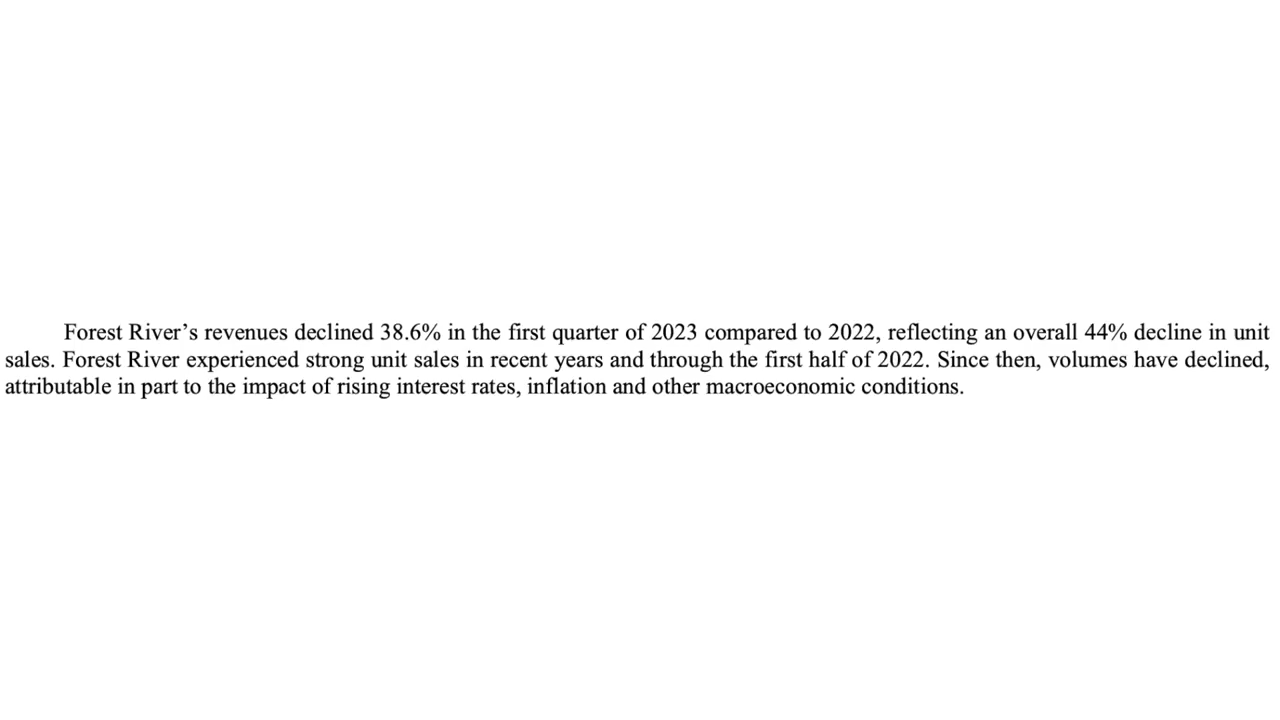 Forest River’s revenues declined 38.6% in the first quarter of 2023 compared to 2022, reflecting an overall 44% decline in unit
sales. Forest River experienced strong unit sales in recent years and through the first half of 2022. Since then, volumes have declined,
attributable in part to the impact of rising interest rates, inflation and other macroeconomic conditions.